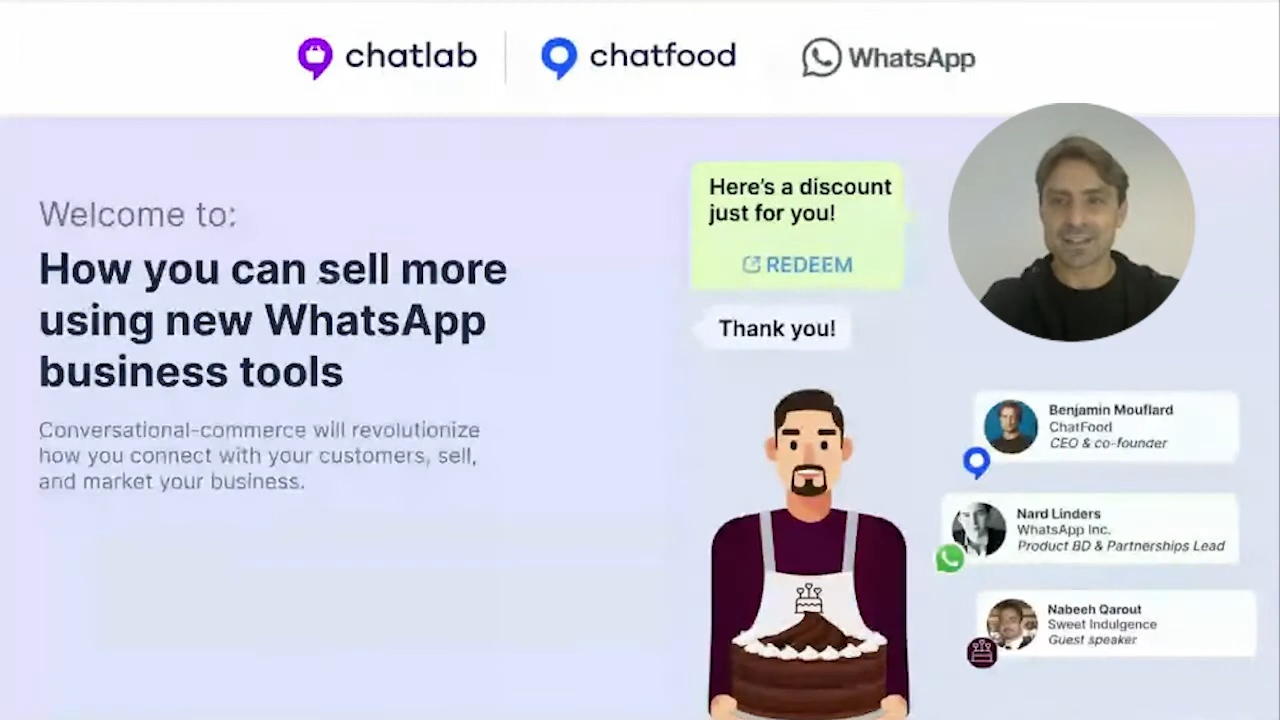 chatlab
chatfood
WhatsApp
Welcome to:
How you can sell more
using new WhatsApp
business tools
Conversational-commerce will revolutionize
how you connect with your customers, sell,
and market your business.
Here's a discount
just for you!
REDEEM
Thank you!
Benjamin Mouflard
ChatFood
CEO & co-founder
Nard Linders
WhatsApp Inc.
Product BD & Partnerships Lead
Nabeeh Qarout
Sweet Indulgence
Guest speaker